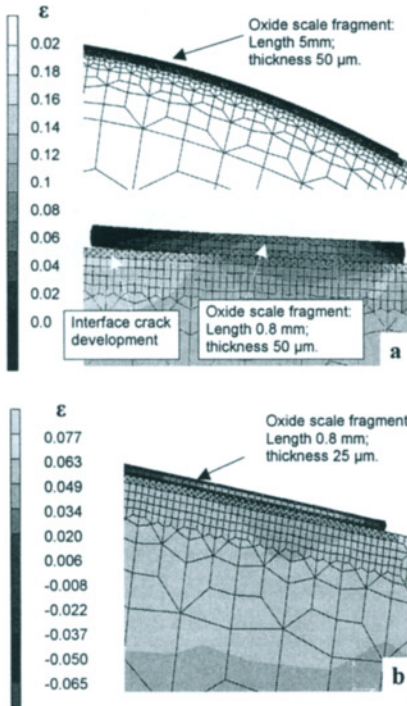 ε
0.02
0.16
0.14
0.12
0.1
0.08
0.06
0.04
0.02
0.0
Oxide scale fragment:
Length 5mm;
thickness 50 µm.
Interface crack
development
Oxide scale fragment:
Length 0.8 mm;
thickness 50 µm.
a
ε
0.077
0.063
0.049
0.034
0.020
0.006
-0.008
-0.022
-0.037
-0.050
-0.065
Oxide scale fragment:
Length 0.8 mm;
thickness 25 µm.
b